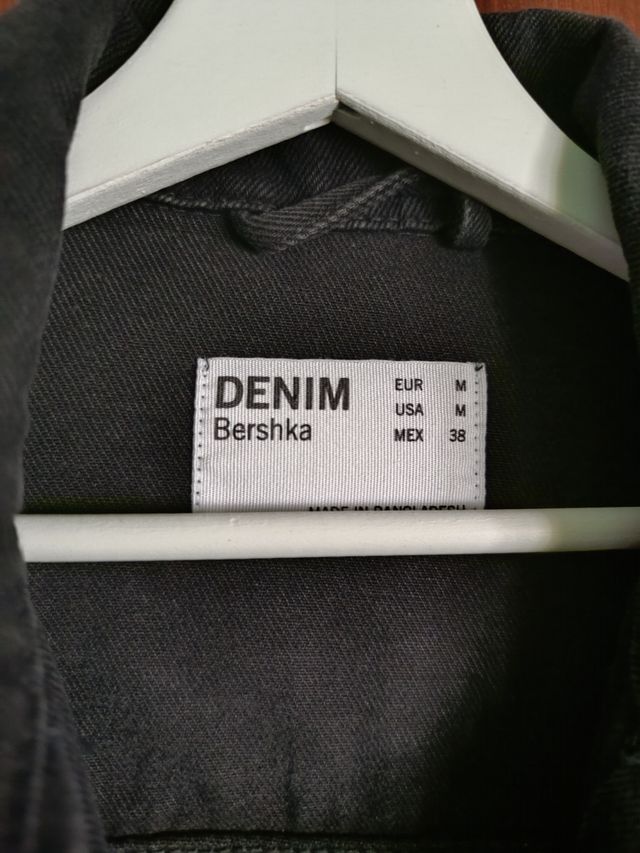 DENIM
Bershka
EUR M
USA M
MEX 38
MADE IN BANGLADESH